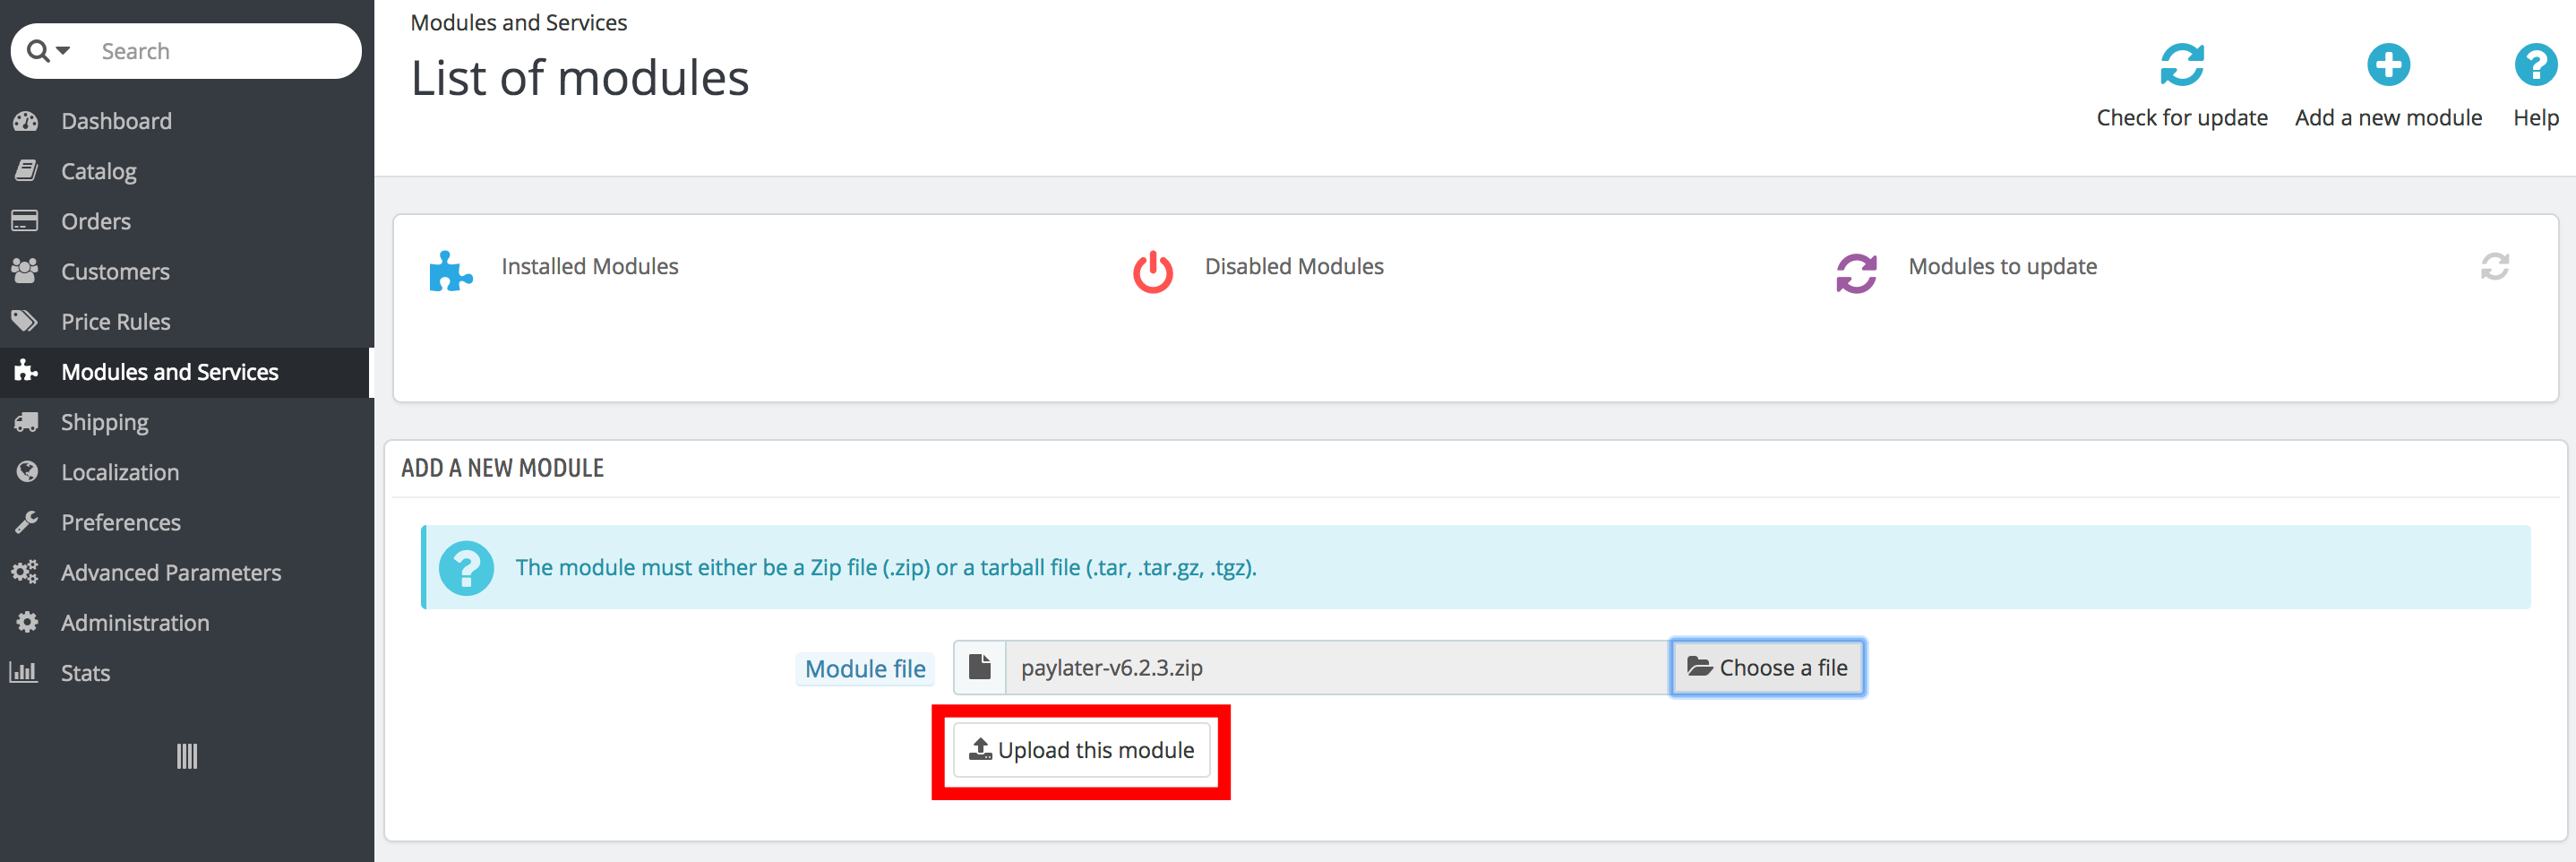 Search
Dashboard
Catalog
Orders
Customers
Price Rules
Modules and Services
Shipping
Localization
Preferences
Advanced Parameters
Administration
Stats
Modules and Services
List of modules
Check for update
Add a new module
Help
Installed Modules
Disabled Modules
Modules to update
ADD A NEW MODULE
The module must either be a Zip file (.zip) or a tarball file (.tar, .tar.gz, .tgz).
Module file
paylater-v6.2.3.zip
Choose a file
Upload this module